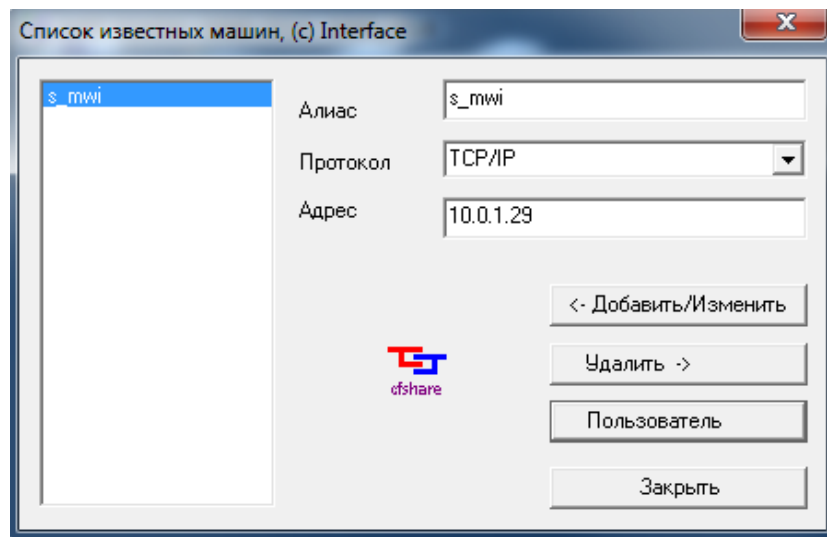 Список известных машин, (c) Interface
s_mwi
Алиас
s_mwi
Протокол
TCP/IP
Адрес
10.0.1.29
<- Добавить/Изменить
Удалить ->
cfshare
Пользователь
Закрыть